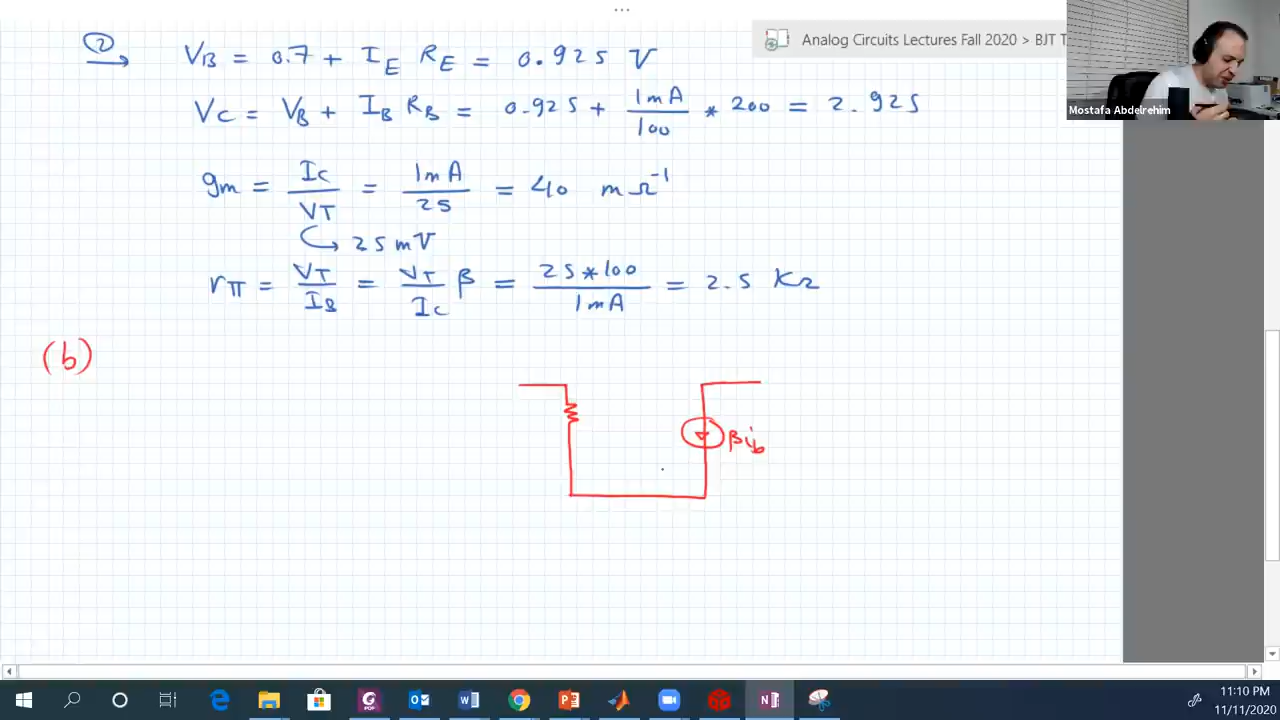 Analog Circuits Lectures Fall 2020 > BJT T
Mostafa Abdelrehim
②
VB = 0.7 + IE RE = 0.925 V
VC = VB + IB RB = 0.925 + 1mA/100 * 200 = 2.925
gm = IC/VT = 1mA/25 = 40 mΩ⁻¹
↪ 25mV
rπ = VT/IB = VT/IC β = 25*100/1mA = 2.5 KΩ
(b)
βib
11:10 PM
11/11/2020